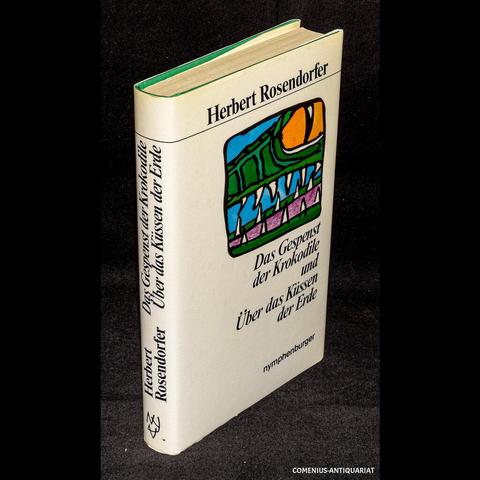 Herbert Rosendorfer
Das Gespenst
der Krokodile
und
Über das Küssen
der Erde
nymphenburger
Herbert
Rosendorfer
Das Gespenst der Krokodile
Über das Küssen der Erde
COMENIUS-ANTIQUARIAT